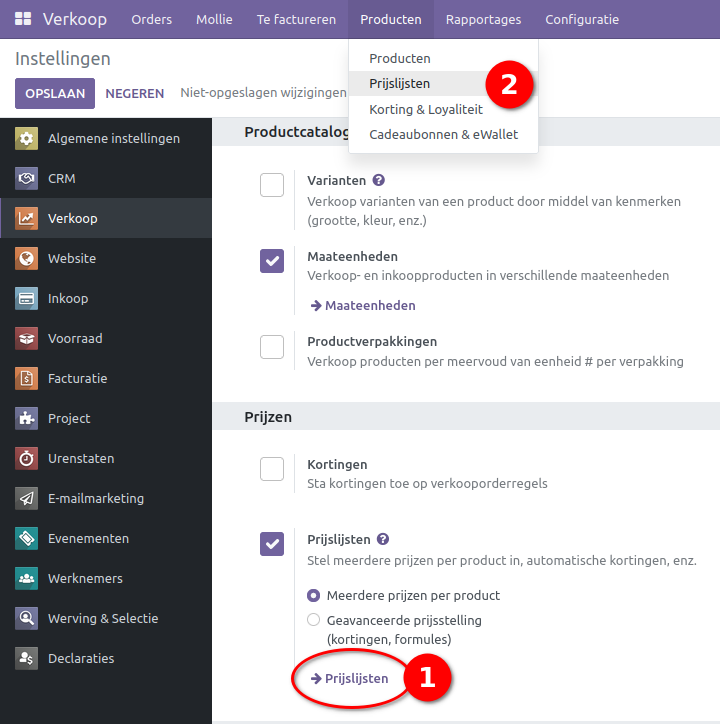 Verkoop Orders Mollie Te factureren Producten Rapportages Configuratie
Instellingen
OPSLAAN NEGEREN Niet-opgeslagen wijzigingen
Producten
Prijslijsten
2
Korting & Loyaliteit
Cadeaubonnen & eWallet
Algemene instellingen
CRM
Verkoop
Website
Inkoop
Voorraad
Facturatie
Project
Urenstaten
E-mailmarketing
Evenementen
Werknemers
Werving & Selectie
Declaraties
Productcatalog
Varianten ?
Verkoop varianten van een product door middel van kenmerken
(grootte, kleur, enz.)
Maateenheden
Verkoop- en inkoopproducten in verschillende maateenheden
Maateenheden
Productverpakkingen
Verkoop producten per meervoud van eenheid # per verpakking
Prijzen
Kortingen
Sta kortingen toe op verkooporderregels
Prijslijsten ?
Stel meerdere prijzen per product in, automatische kortingen, enz.
Meerdere prijzen per product
Geavanceerde prijsstelling
(kortingen, formules)
Prijslijsten
1